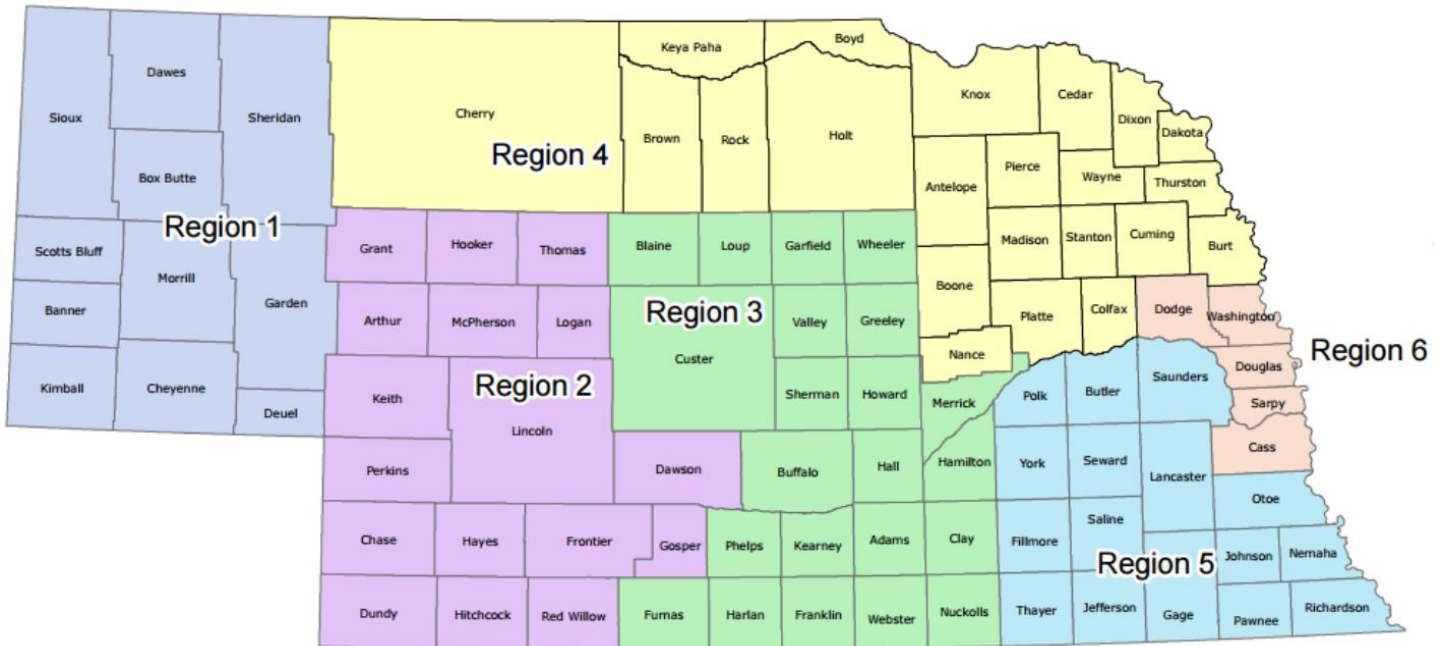 Keya Paha
Boyd
Dawes
Sioux
Sheridan
Cherry
Knox
Cedar
Dixon
Dakota
Brown
Rock
Holt
Region 4
Box Butte
Antelope
Pierce
Wayne
Thurston
Region 1
Scotts Bluff
Morrill
Grant
Hooker
Thomas
Blaine
Loup
Garfield
Wheeler
Madison
Stanton
Cuming
Burt
Banner
Garden
Arthur
McPherson
Logan
Region 3
Valley
Greeley
Boone
Platte
Colfax
Dodge
Washington
Custer
Nance
Region 6
Douglas
Kimball
Cheyenne
Deuel
Keith
Region 2
Lincoln
Sherman
Howard
Merrick
Polk
Butler
Saunders
Sarpy
Cass
Perkins
Dawson
Buffalo
Hall
Hamilton
York
Seward
Lancaster
Otoe
Chase
Hayes
Frontier
Gosper
Phelps
Kearney
Adams
Clay
Fillmore
Saline
Region 5
Johnson
Nemaha
Dundy
Hitchcock
Red Willow
Furnas
Harlan
Franklin
Webster
Nuckolls
Thayer
Jefferson
Gage
Pawnee
Richardson